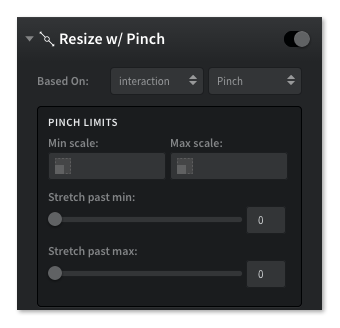 Resize w/ Pinch
Based On: interaction Pinch
PINCH LIMITS
Min scale: Max scale:
Stretch past min:
0
Stretch past max:
0